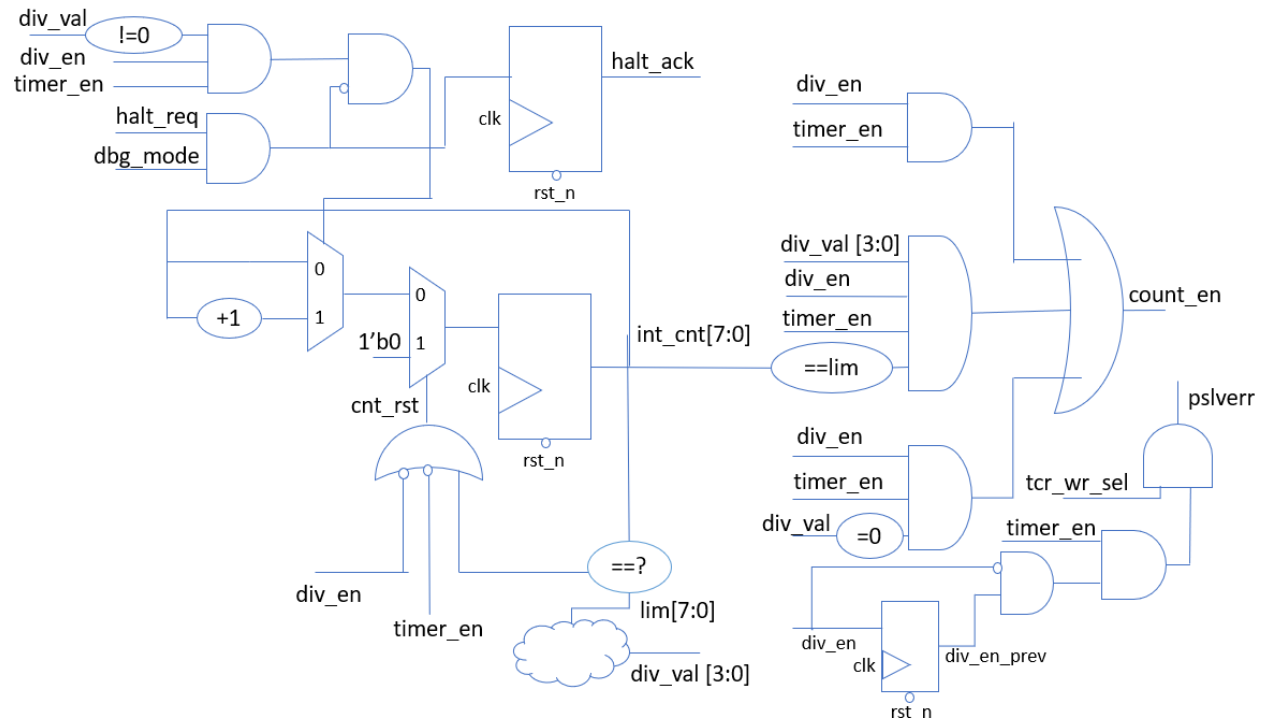 div_val
!=0
div_en
timer_en
halt_req
dbg_mode
clk
halt_ack
rst_n
0
1
+1
0
1
1'b0
cnt_rst
clk
rst_n
int_cnt[7:0]
div_en
timer_en
==?
lim[7:0]
div_val [3:0]
div_en
timer_en
div_val [3:0]
div_en
timer_en
==lim
count_en
div_en
timer_en
div_val
=0
pslverr
tcr_wr_sel
timer_en
div_en
clk
div_en_prev
rst_n